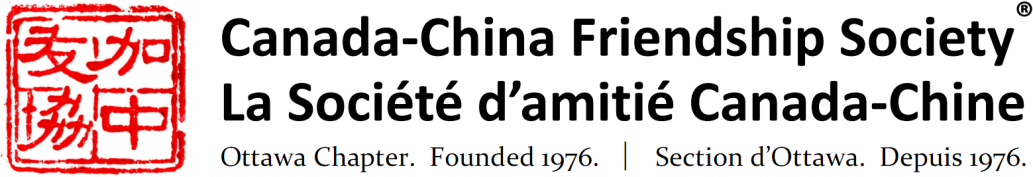 加中
友協
Canada-China Friendship Society®
La Société d’amitié Canada-Chine
Ottawa Chapter. Founded 1976. | Section d’Ottawa. Depuis 1976.